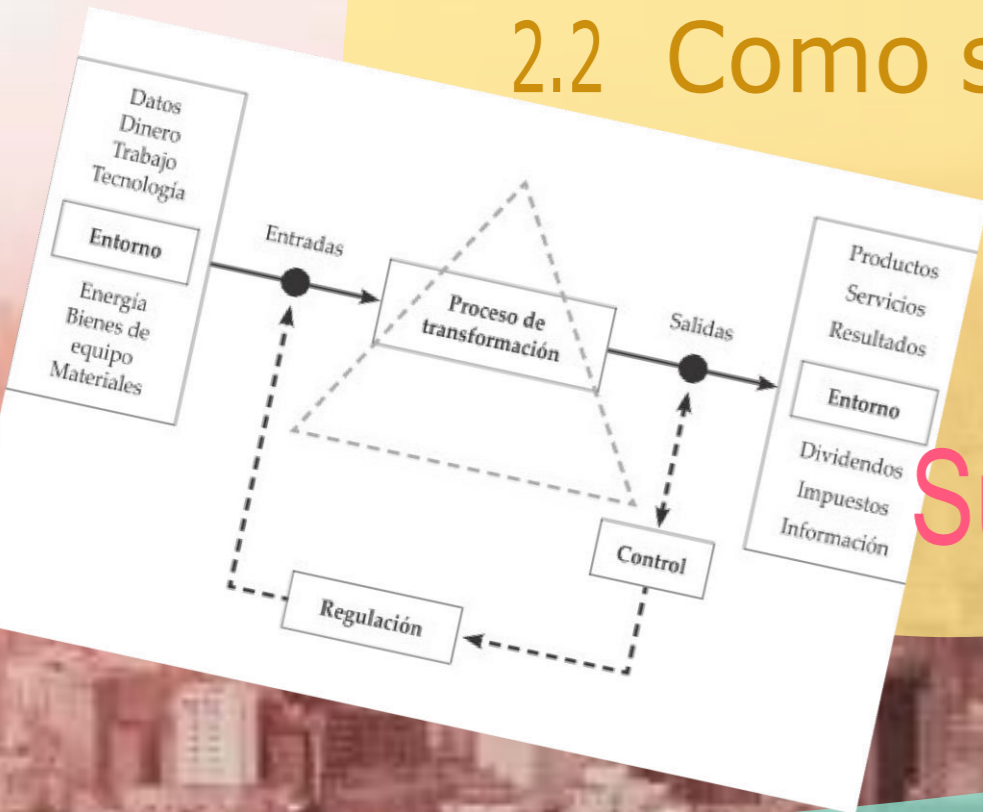 2.2 Como s
Datos
Dinero
Trabajo
Tecnología
Entorno
Energía
Bienes de
equipo
Materiales
Entradas
Proceso de
transformación
Salidas
Productos
Servicios
Resultados
Entorno
Dividendos
Impuestos
Información
Control
Regulación